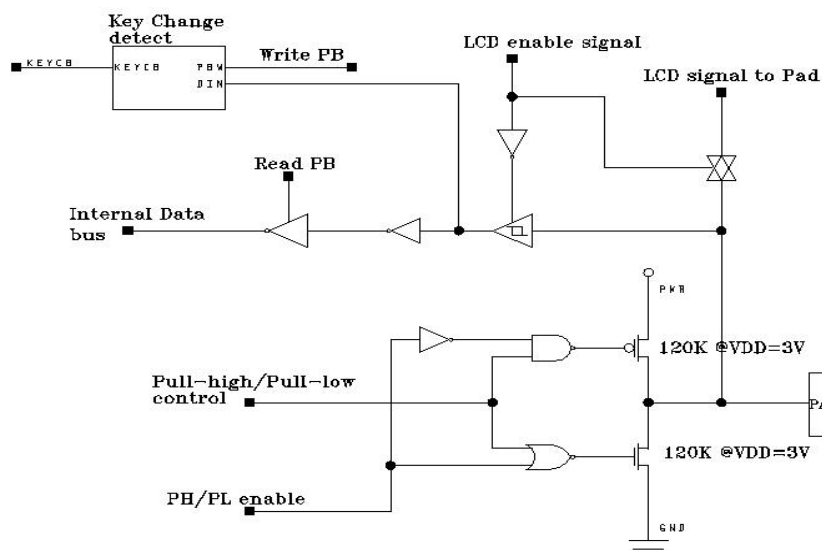 Key Change
detect
KEYCB
KEYCB
PBW
DIN
Write PB
LCD enable signal
LCD signal to Pad
Read PB
Internal Data
bus
PWR
120K @VDD=3V
Pull-high/Pull-low
control
PA
120K @VDD=3V
PH/PL enable
GND